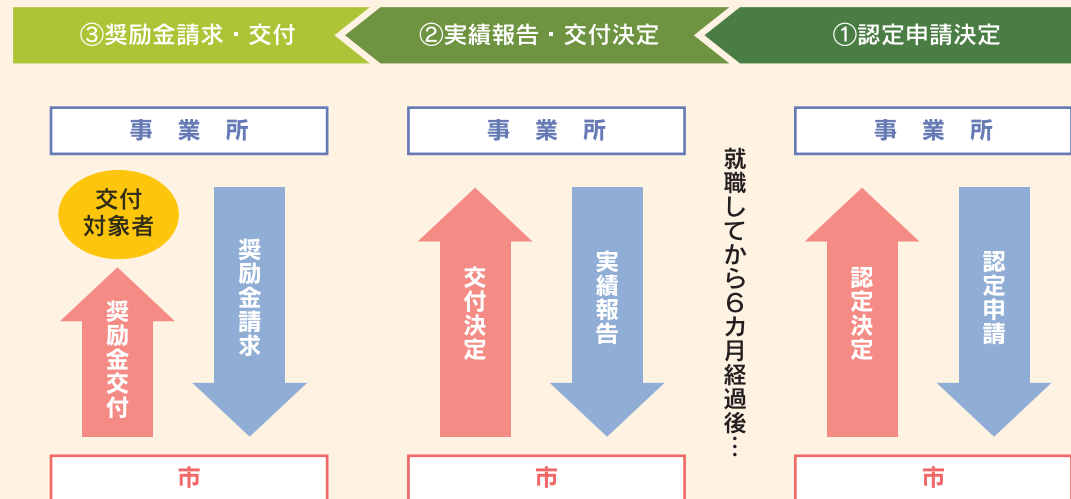 ①認定申請決定
事業所
認定申請
認定決定
市
就職してから６カ月経過後…
②実績報告・交付決定
事業所
実績報告
交付決定
市
③奨励金請求・交付
事業所
奨励金請求
交付
対象者
奨励金交付
市